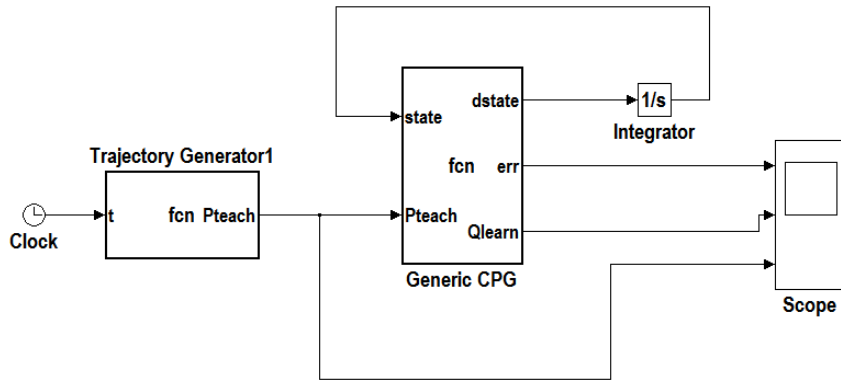 Trajectory Generator1
t
fcn
Pteach
Clock
state
Pteach
dstate
fcn
err
Qlearn
Generic CPG
1/s
Integrator
Scope